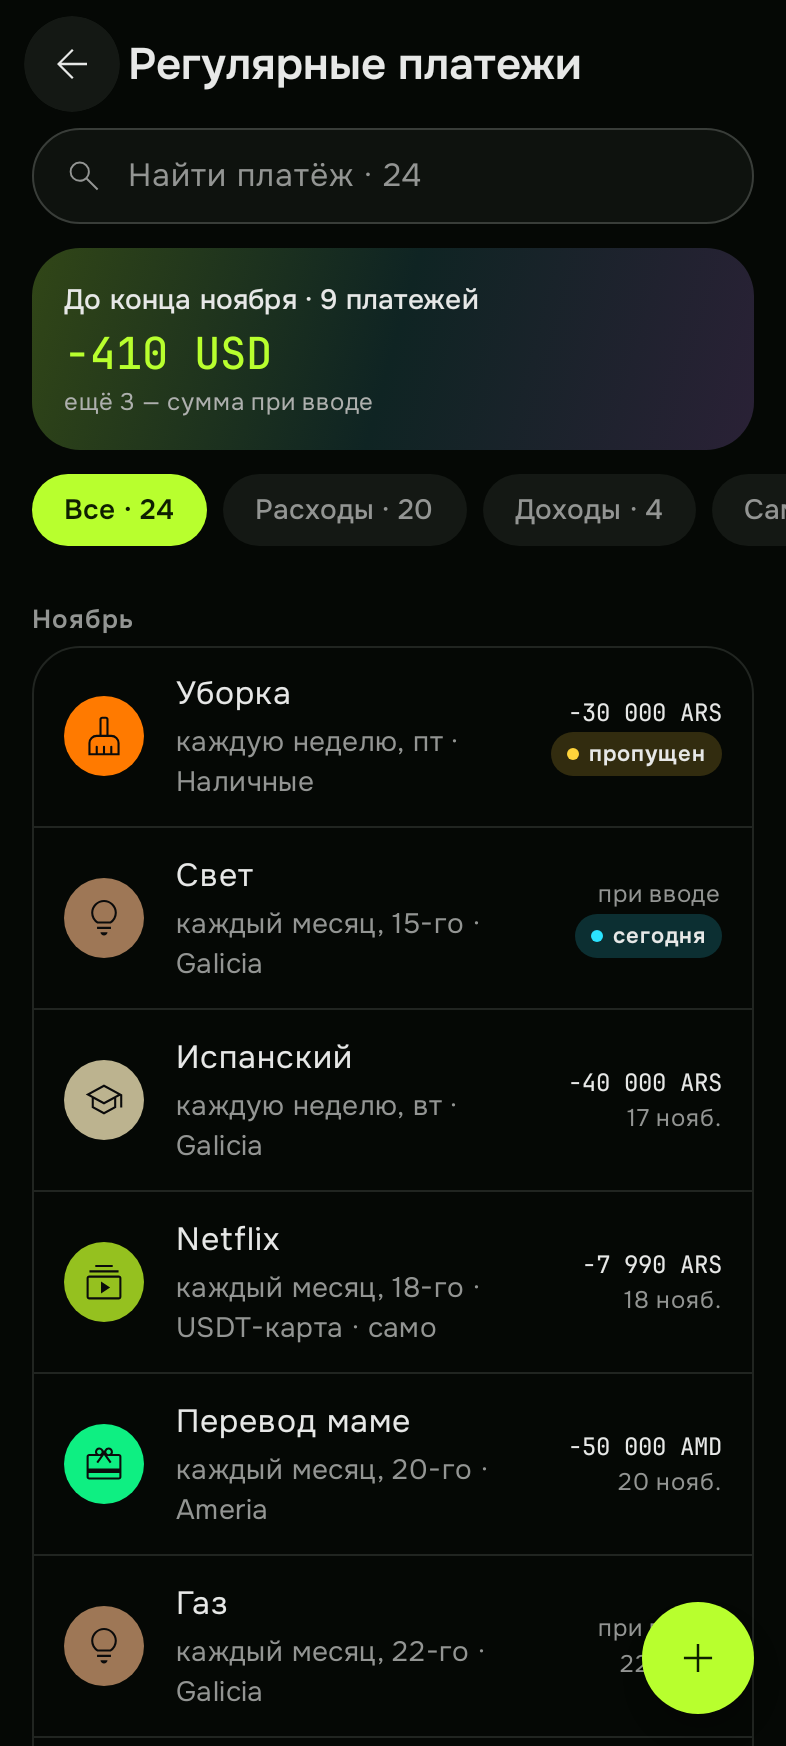 Регулярные платежи
Найти платёж · 24
До конца ноября · 9 платежей
-410 USD
ещё 3 — сумма при вводе
Все · 24
Расходы · 20
Доходы · 4
Ноябрь
Уборка
каждую неделю, пт ·
Наличные
-30 000 ARS
пропущен
Свет
каждый месяц, 15-го ·
Galicia
при вводе
сегодня
Испанский
каждую неделю, вт ·
Galicia
-40 000 ARS
17 нояб.
Netflix
каждый месяц, 18-го ·
USDT-карта · само
-7 990 ARS
18 нояб.
Перевод маме
каждый месяц, 20-го ·
Ameria
-50 000 AMD
20 нояб.
Газ
каждый месяц, 22-го ·
Galicia
при
22